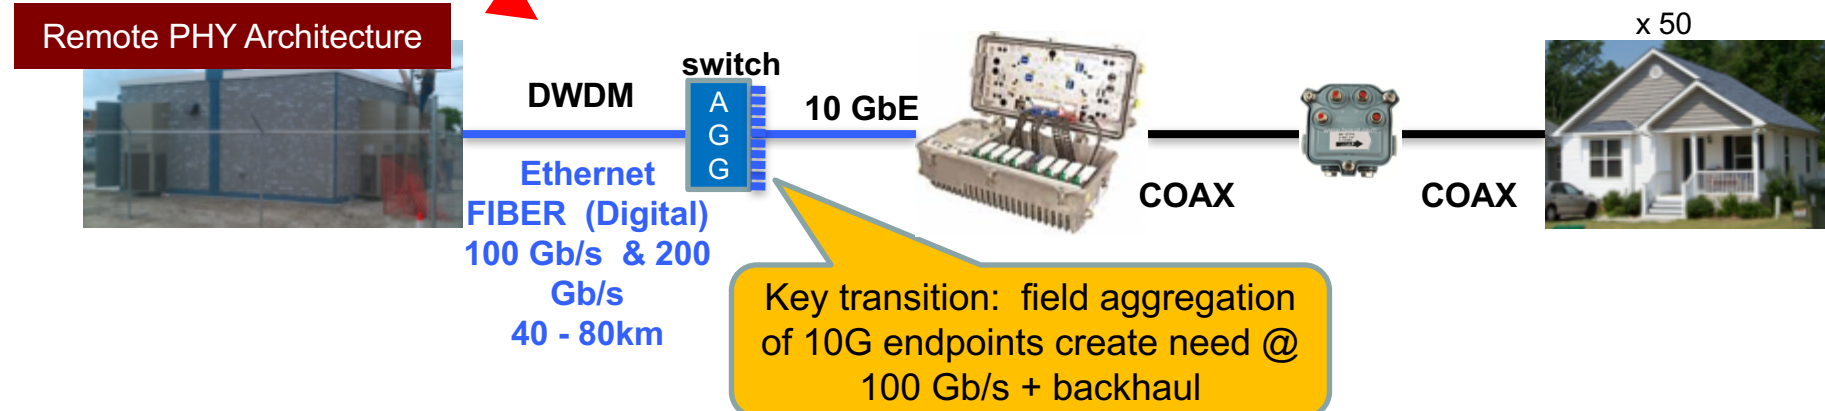 Remote PHY Architecture
x 50
switch
DWDM
A
G
G
10 GbE
Ethernet
FIBER (Digital)
100 Gb/s & 200
Gb/s
40 - 80km
COAX
COAX
Key transition: field aggregation
of 10G endpoints create need @
100 Gb/s + backhaul